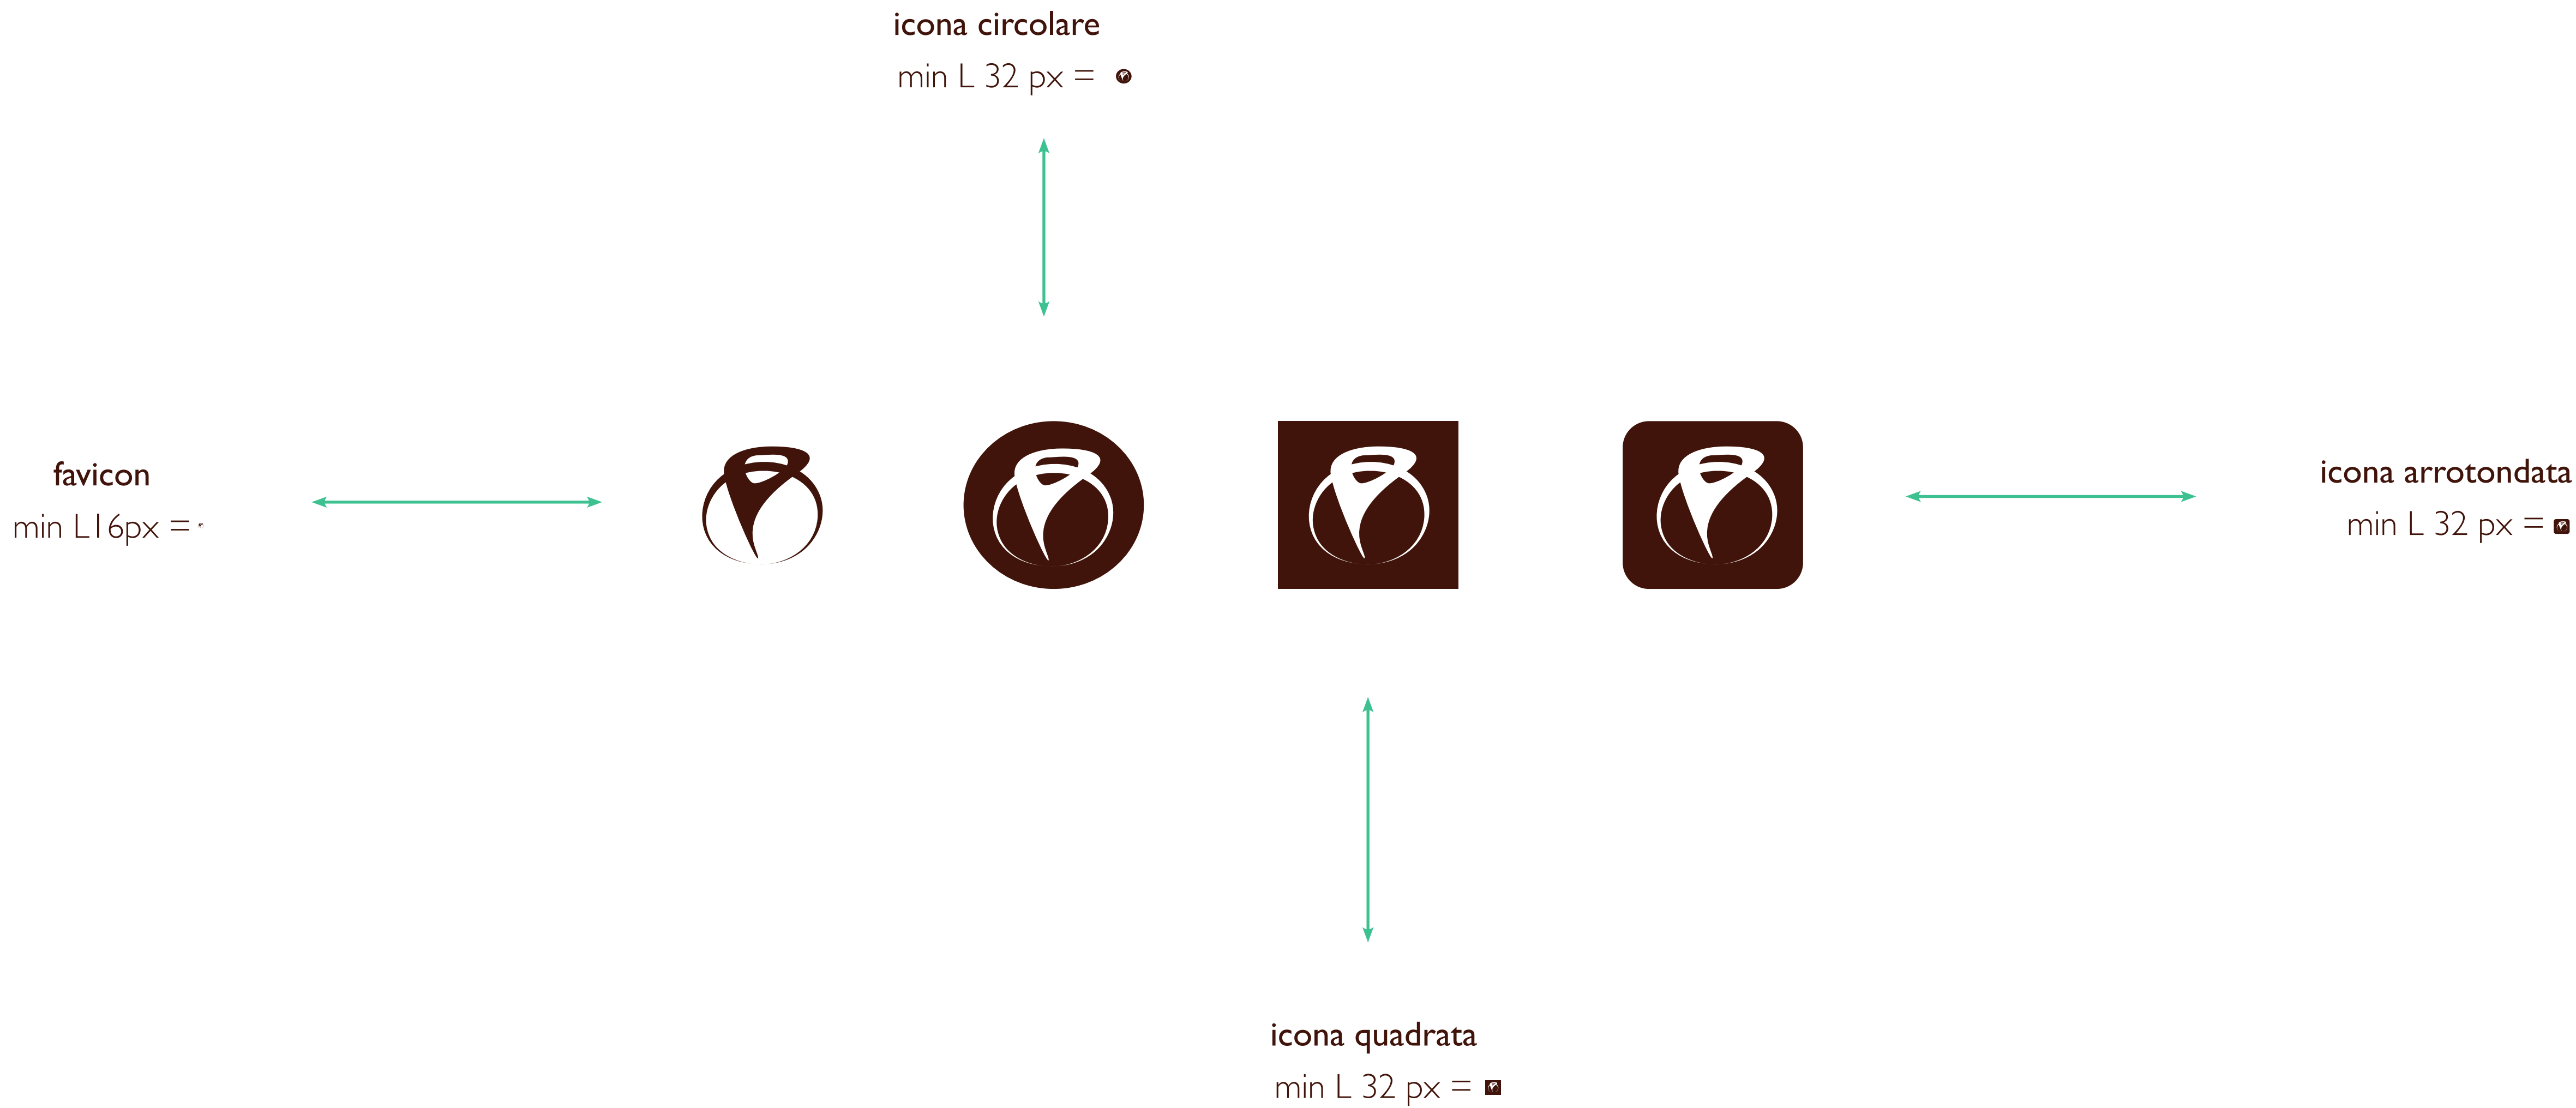 icona circolare
min L 32 px =
favicon
min L16px =
icona arrotondata
min L 32 px =
icona quadrata
min L 32 px =